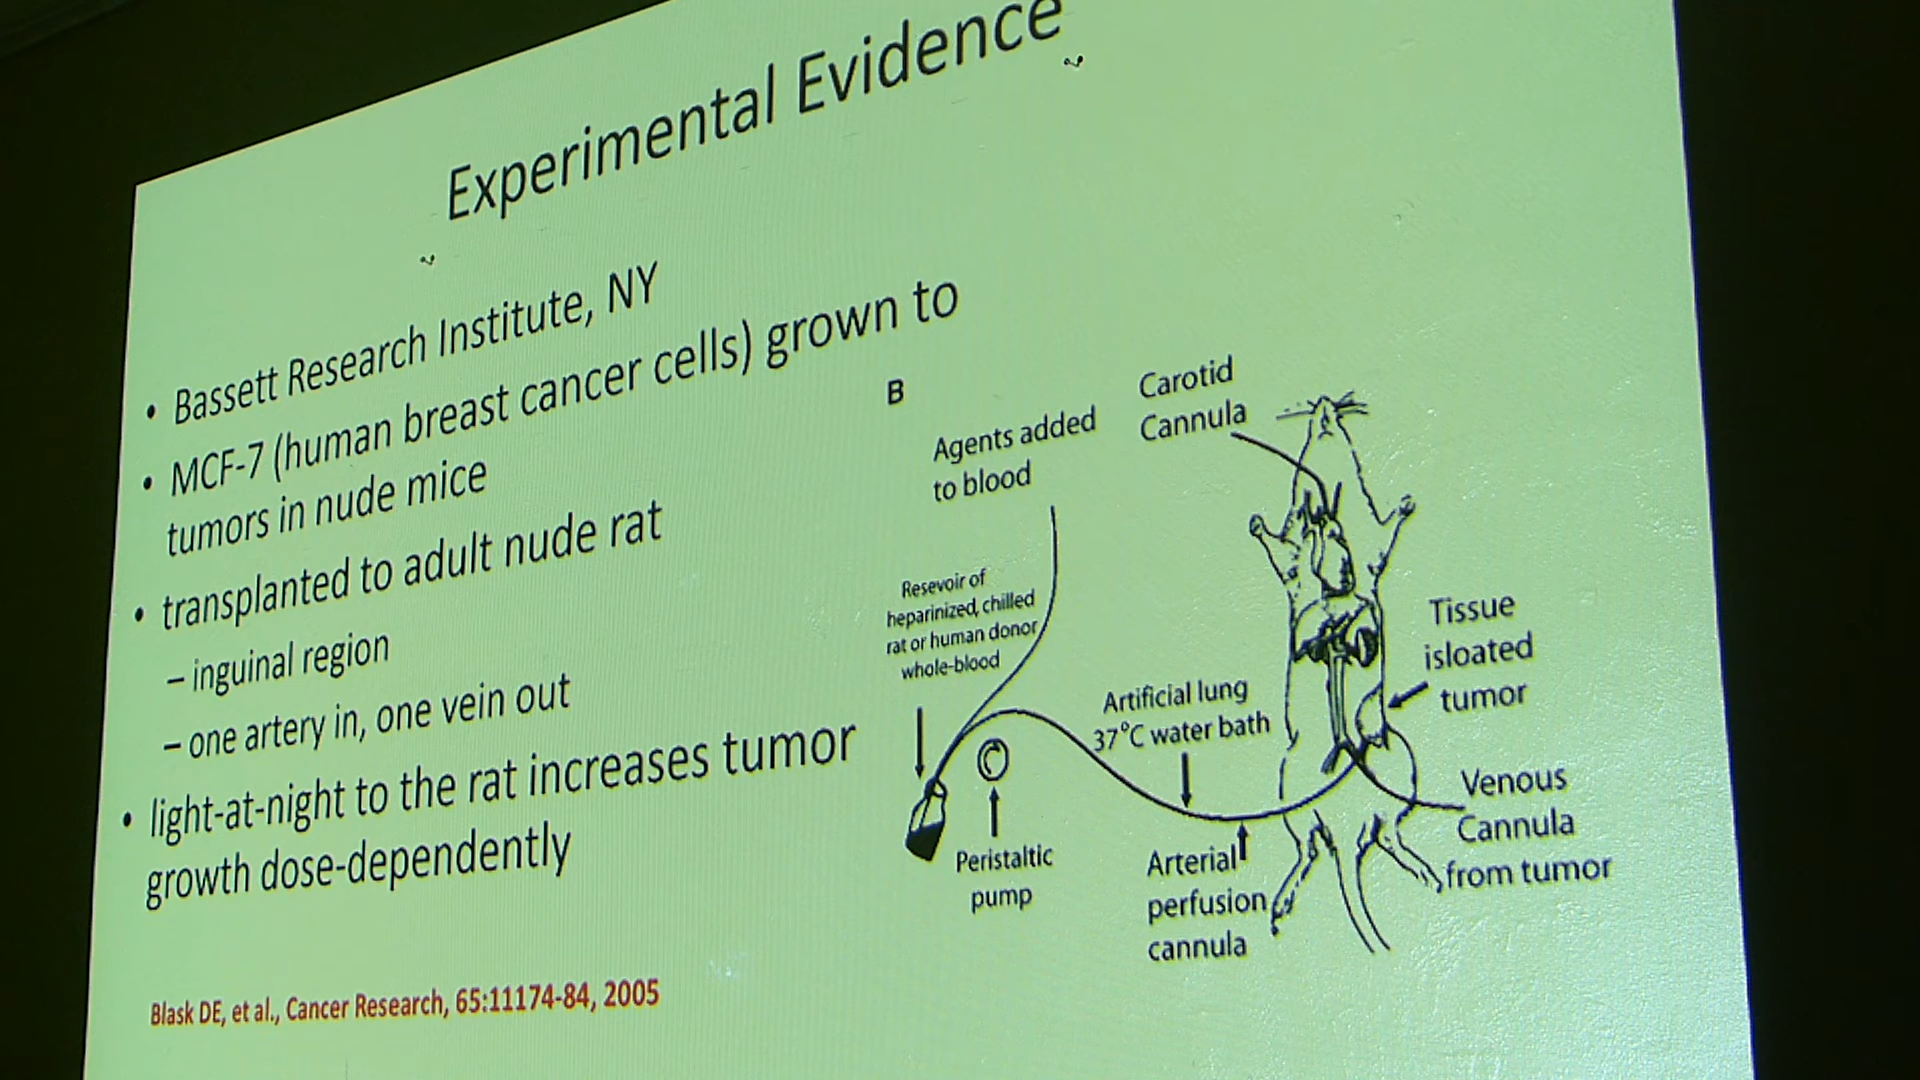 Experimental Evidence
• Bassett Research Institute, NY
• MCF-7 (human breast cancer cells) grown to
tumors in nude mice
• transplanted to adult nude rat
– inguinal region
– one artery in, one vein out
• light-at-night to the rat increases tumor
growth dose-dependently
Blask DE, et al., Cancer Research, 65:11174-84, 2005
B
Agents added
to blood
Carotid
Cannula
Resevoir of
heparinized, chilled
rat or human donor
whole-blood
Artificial lung
37°C water bath
Tissue
isloated
tumor
Peristaltic
pump
Arterial
perfusion
cannula
Venous
Cannula
from tumor